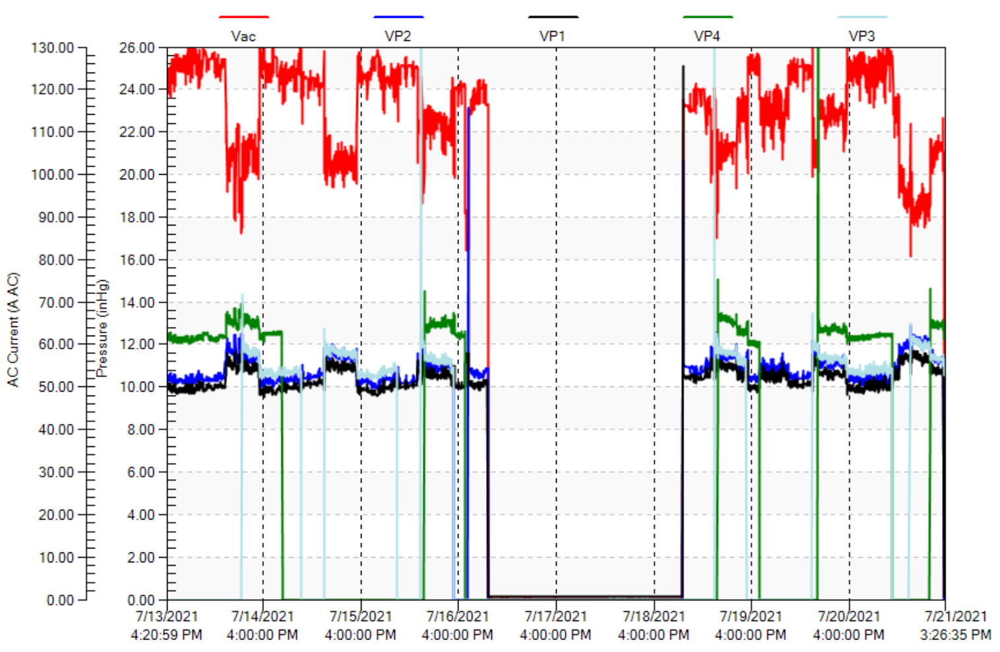 Vac VP2 VP1 VP4 VP3
130.00 26.00
120.00 24.00
110.00 22.00
100.00 20.00
90.00 18.00
80.00 16.00
70.00 14.00
60.00 12.00
50.00 10.00
40.00 8.00
30.00 6.00
20.00 4.00
10.00 2.00
0.00 0.00
AC Current (A AC)
Pressure (inHg)
7/13/2021 7/14/2021 7/15/2021 7/16/2021 7/17/2021 7/18/2021 7/19/2021 7/20/2021 7/21/2021
4:20:59 PM 4:00:00 PM 4:00:00 PM 4:00:00 PM 4:00:00 PM 4:00:00 PM 4:00:00 PM 4:00:00 PM 3:26:35 PM